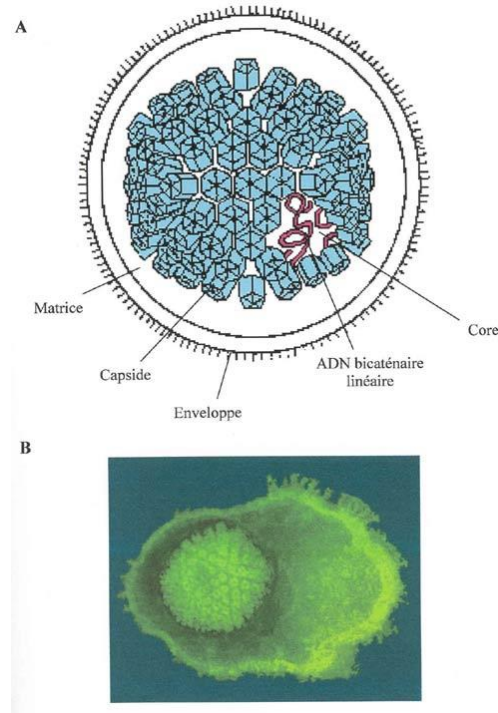 A
Matrice
Core
Capside
ADN bicaténaire
linéaire
Enveloppe
B